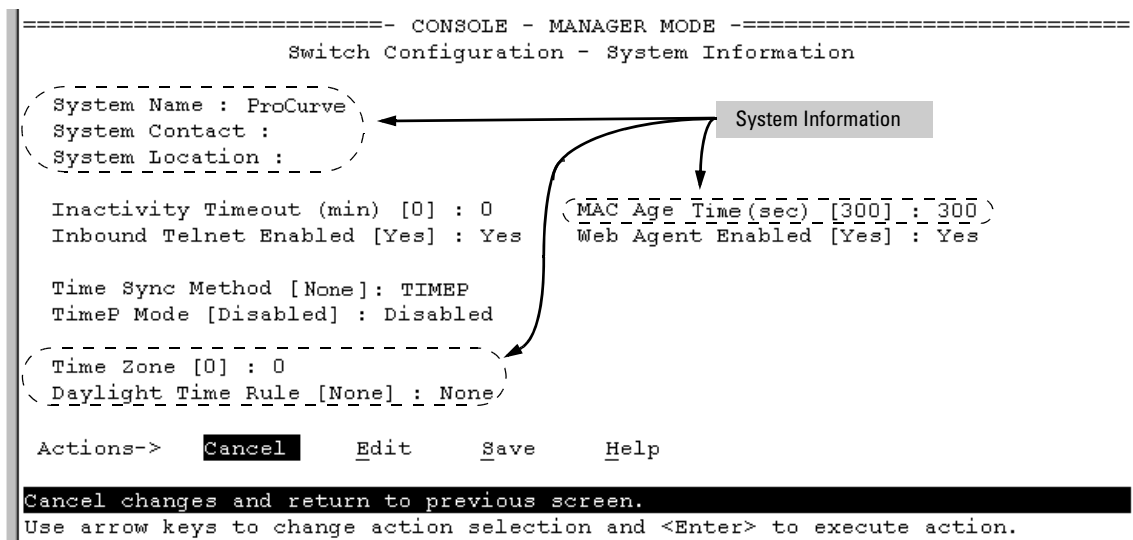 ===========================- CONSOLE - MANAGER MODE -============================
Switch Configuration - System Information
System Name : ProCurve
System Contact :
System Location :
System Information
Inactivity Timeout (min) [0] : 0 MAC Age Time(sec) [300] : 300
Inbound Telnet Enabled [Yes] : Yes Web Agent Enabled [Yes] : Yes
Time Sync Method [None]: TIMEP
TimeP Mode [Disabled] : Disabled
Time Zone [0] : 0
Daylight Time Rule [None] : None
Actions-> Cancel Edit Save Help
Cancel changes and return to previous screen.
Use arrow keys to change action selection and <Enter> to execute action.